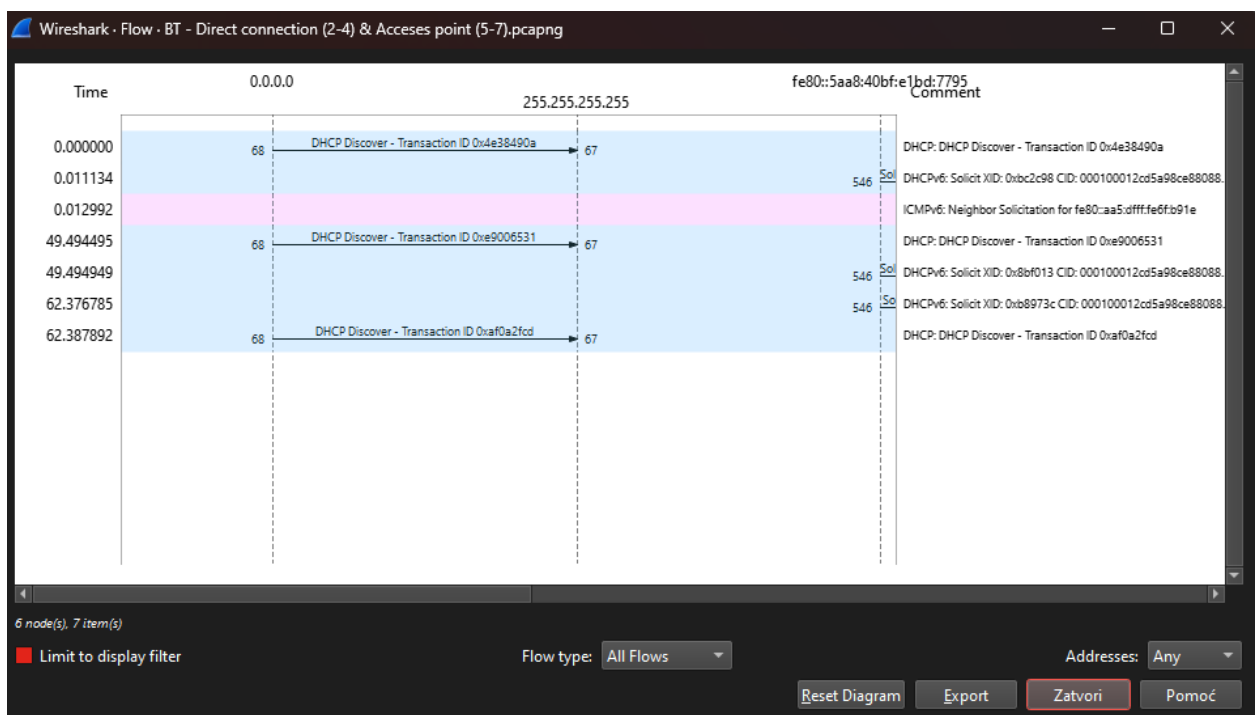 Wireshark · Flow · BT - Direct connection (2-4) & Acceses point (5-7).pcapng
Time 0.0.0.0 255.255.255.255 fe80::5aa8:40bf:e1bd:7795 Comment
0.000000 68 DHCP Discover - Transaction ID 0x4e38490a 67 DHCP: DHCP Discover - Transaction ID 0x4e38490a
0.011134 546 Sol DHCPv6: Solicit XID: 0xbc2c98 CID: 000100012cd5a98ce88088.
0.012992 ICMPv6: Neighbor Solicitation for fe80::aa5:dfff:fe6f:b91e
49.494495 68 DHCP Discover - Transaction ID 0xe9006531 67 DHCP: DHCP Discover - Transaction ID 0xe9006531
49.494949 546 Sol DHCPv6: Solicit XID: 0x8bf013 CID: 000100012cd5a98ce88088.
62.376785 546 So DHCPv6: Solicit XID: 0xb8973c CID: 000100012cd5a98ce88088.
62.387892 68 DHCP Discover - Transaction ID 0xaf0a2fcd 67 DHCP: DHCP Discover - Transaction ID 0xaf0a2fcd
6 node(s), 7 item(s)
Limit to display filter Flow type: All Flows Addresses: Any
Reset Diagram Export Zatvori Pomoć